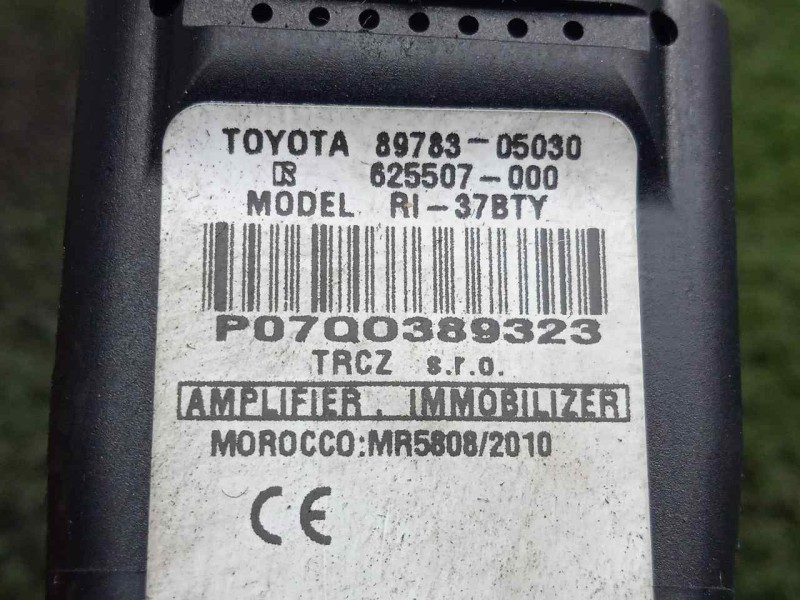 TOYOTA 89783-05030
R 625507-000
MODEL RI-37BTY
P07Q0389323
TRCZ s.r.o.
AMPLIFIER, IMMOBILIZER
MOROCCO:MR5808/2010
CE